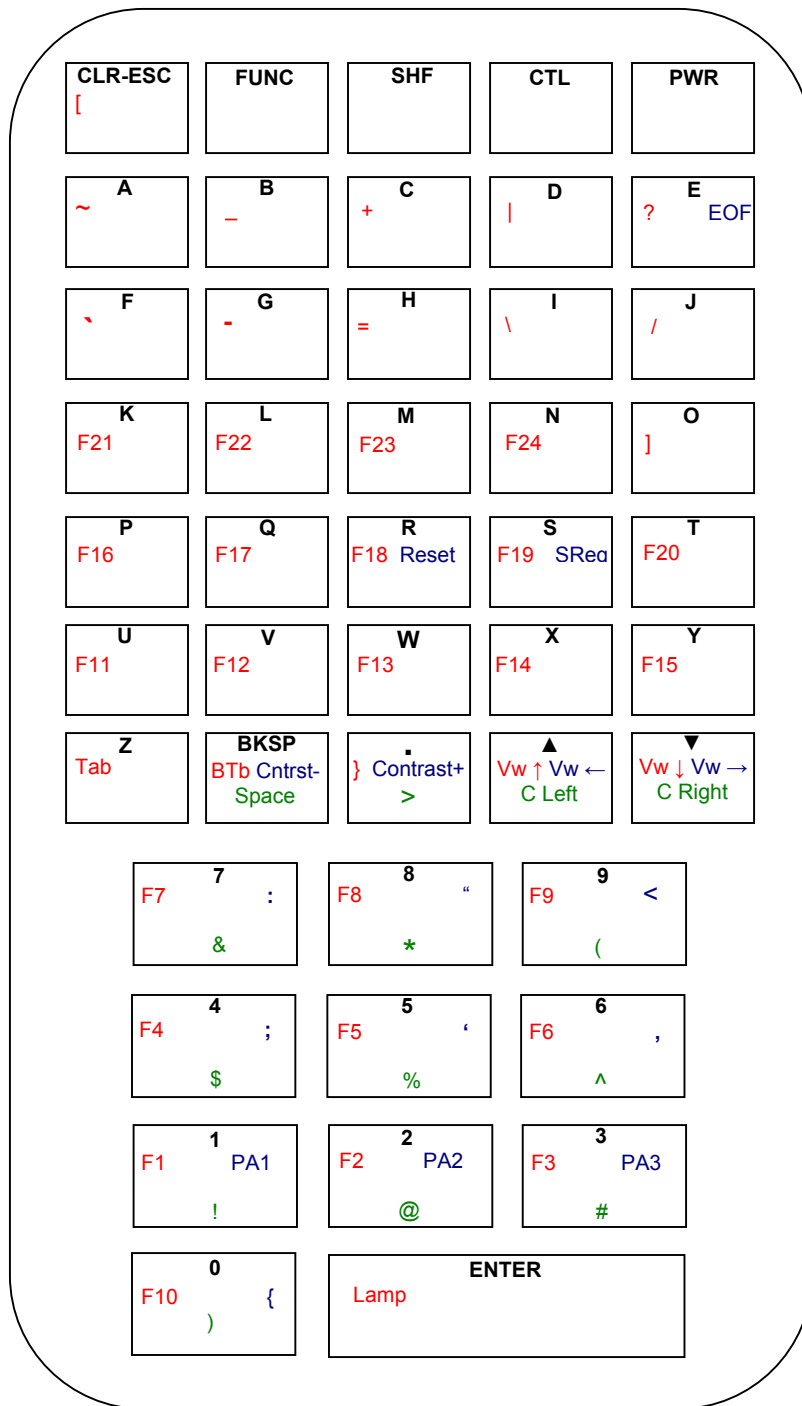 CLR-ESC FUNC SHF CTL PWR
[
A B C D E
~ _ + | ? EOF
F G H I J
` - = \ /
K L M N O
F21 F22 F23 F24 ]
P Q R S T
F16 F17 F18 Reset F19 SReq F20
U V W X Y
F11 F12 F13 F14 F15
Z BKSP . ▲ ▼
Tab BTb Cntrst- } Contrast+ Vw ↑ Vw ← Vw ↓ Vw →
Space > C Left C Right
7 8 9
F7 : F8 “ F9 <
& * (
4 5 6
F4 ; F5 ‘ F6 ,
$ % ^
1 2 3
F1 PA1 F2 PA2 F3 PA3
! @ #
0 ENTER
F10 { Lamp
)